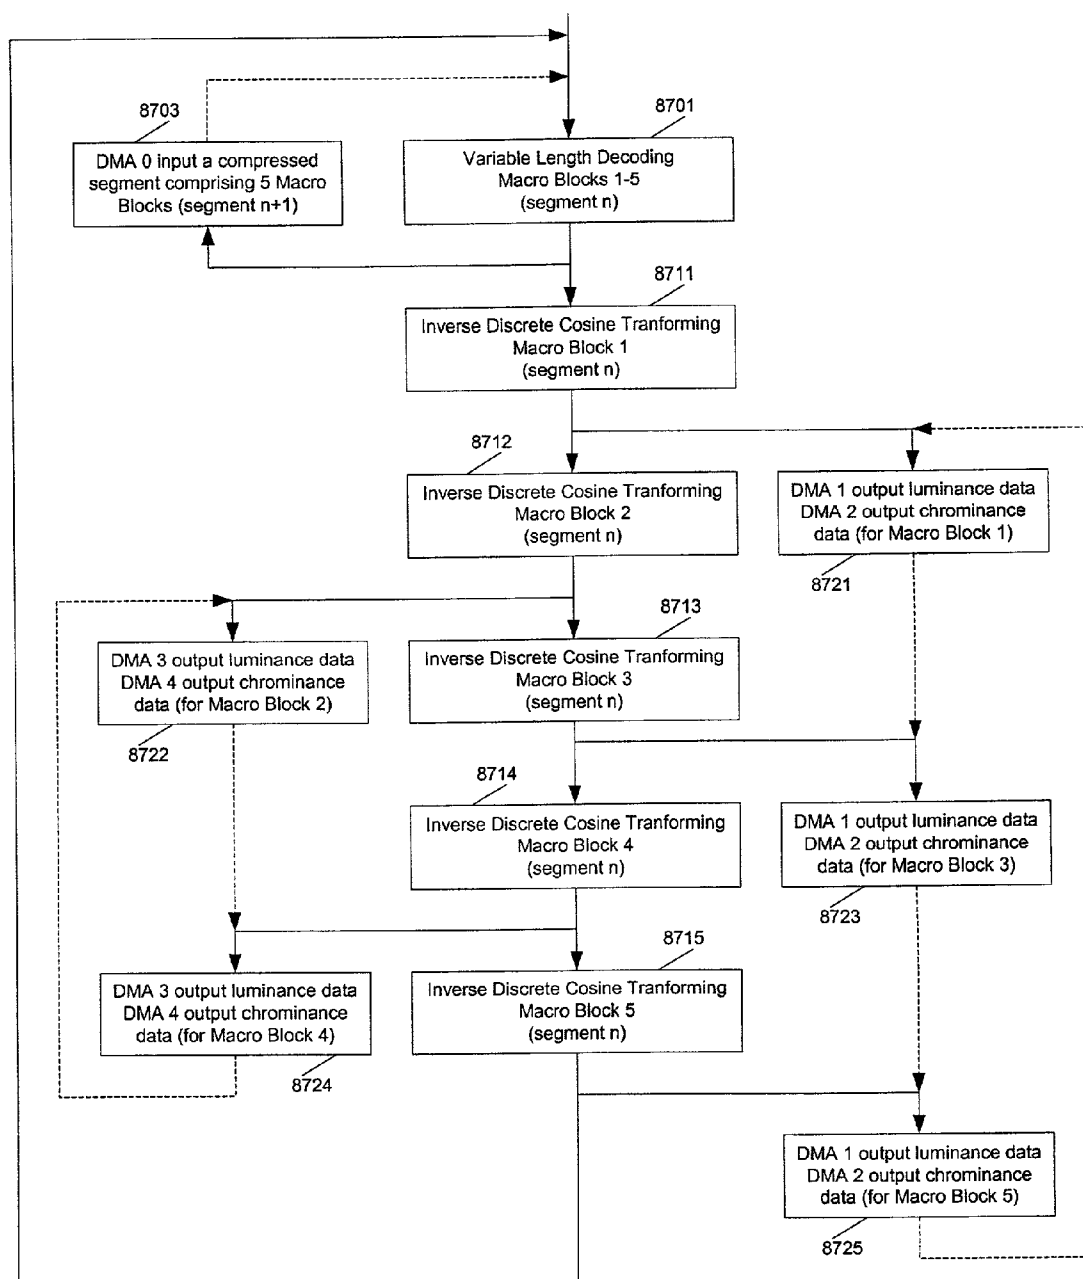 8703
8701
DMA 0 input a compressed
segment comprising 5 Macro
Blocks (segment n+1)
Variable Length Decoding
Macro Blocks 1-5
(segment n)
8711
Inverse Discrete Cosine Tranforming
Macro Block 1
(segment n)
8712
Inverse Discrete Cosine Tranforming
Macro Block 2
(segment n)
DMA 1 output luminance data
DMA 2 output chrominance
data (for Macro Block 1)
8721
8713
DMA 3 output luminance data
DMA 4 output chrominance
data (for Macro Block 2)
8722
Inverse Discrete Cosine Tranforming
Macro Block 3
(segment n)
8714
Inverse Discrete Cosine Tranforming
Macro Block 4
(segment n)
DMA 1 output luminance data
DMA 2 output chrominance
data (for Macro Block 3)
8723
8715
DMA 3 output luminance data
DMA 4 output chrominance
data (for Macro Block 4)
8724
Inverse Discrete Cosine Tranforming
Macro Block 5
(segment n)
DMA 1 output luminance data
DMA 2 output chrominance
data (for Macro Block 5)
8725